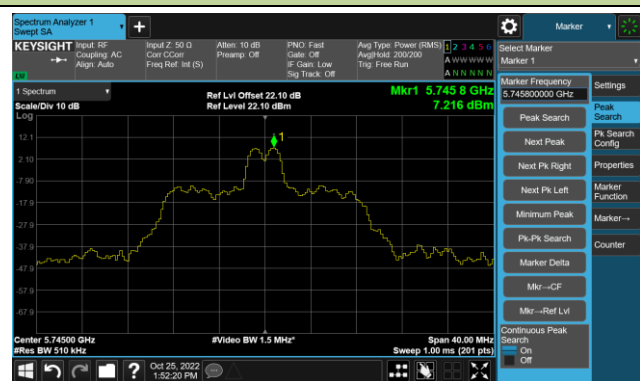 Spectrum Analyzer 1
Swept SA
Marker
KEYSIGHT
Input: RF
Coupling: AC
Align: Auto
Input Z: 50 Ω
Corr CCorr
Freq Ref: Int (S)
Atten: 10 dB
Preamp: Off
PNO: Fast
Gate: Off
IF Gain: Low
Sig Track: Off
Avg Type: Power (RMS)
Avg|Hold: 200/200
Trig: Free Run
1 2 3 4 5 6
A W W W W W
A N N N N N
LW
Select Marker
Marker 1
1 Spectrum
Scale/Div 10 dB
Ref Lvl Offset 22.10 dB
Ref Level 22.10 dBm
Mkr1 5.745 8 GHz
7.216 dBm
Log
12.1
2.10
-7.90
-17.9
-27.9
-37.9
-47.9
-57.9
-67.9
1
Center 5.74500 GHz
#Res BW 510 kHz
#Video BW 1.5 MHz*
Span 40.00 MHz
Sweep 1.00 ms (201 pts)
Marker Frequency
5.745800000 GHz
Peak Search
Next Peak
Next Pk Right
Next Pk Left
Minimum Peak
Pk-Pk Search
Marker Delta
Mkr→CF
Mkr→Ref Lvl
Continuous Peak
Search
On
Off
Settings
Peak
Search
Pk Search
Config
Properties
Marker
Function
Marker→
Counter
Oct 25, 2022
1:52:20 PM